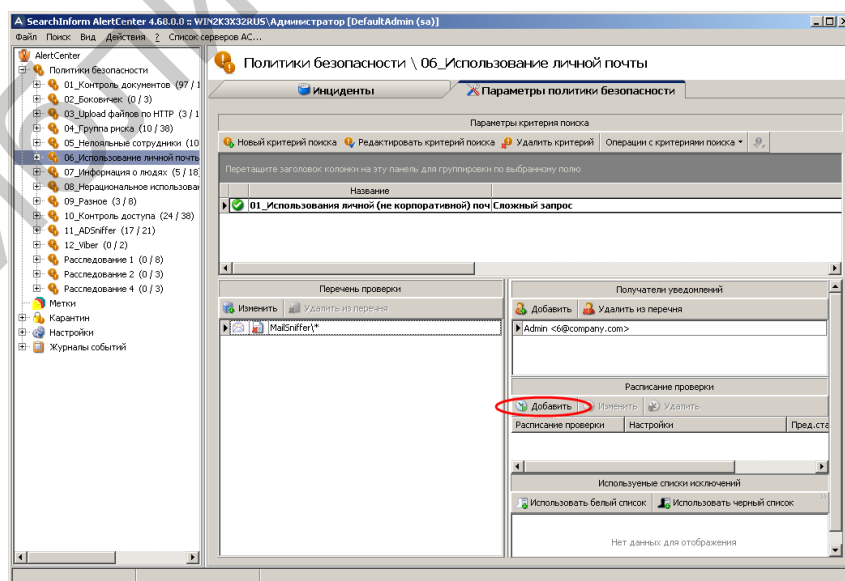 SearchInform AlertCenter 4.68.0.0 :: WIN2K3X32RUS\Администратор [DefaultAdmin (sa)]
Файл Поиск Вид Действия ? Список серверов АС...
AlertCenter
Политики безопасности
01_Контроль документов (97 / 1
02_Боковичек (0 / 3)
03_Upload файлов по HTTP (3 / 1
04_Группа риска (10 / 38)
05_Нелояльные сотрудники (10
06_Использование личной почты
07_Информация о людях (5 / 18)
08_Нерациональное использован
09_Разное (3 / 8)
10_Контроль доступа (24 / 38)
11_ADSniffer (17 / 21)
12_Viber (0 / 2)
Расследование 1 (0 / 8)
Расследование 2 (0 / 3)
Расследование 4 (0 / 3)
Метки
Карантин
Настройки
Журналы событий
Политики безопасности \ 06_Использование личной почты
Инциденты Параметры политики безопасности
Параметры критерия поиска
Новый критерий поиска Редактировать критерий поиска Удалить критерий Операции с критериями поиска
Перетащите заголовок колонки на эту панель для группировки по выбранному полю
Название
01_Использования личной (не корпоративной) поч Сложный запрос
Перечень проверки
Изменить Удалить из перечня
MailSniffer\*
Получатели уведомлений
Добавить Удалить из перечня
Admin <6@company.com>
Расписание проверки
Добавить Изменить Удалить
Расписание проверки Настройки Пред.ста
Используемые списки исключений
Использовать белый список Использовать черный список
Нет данных для отображения